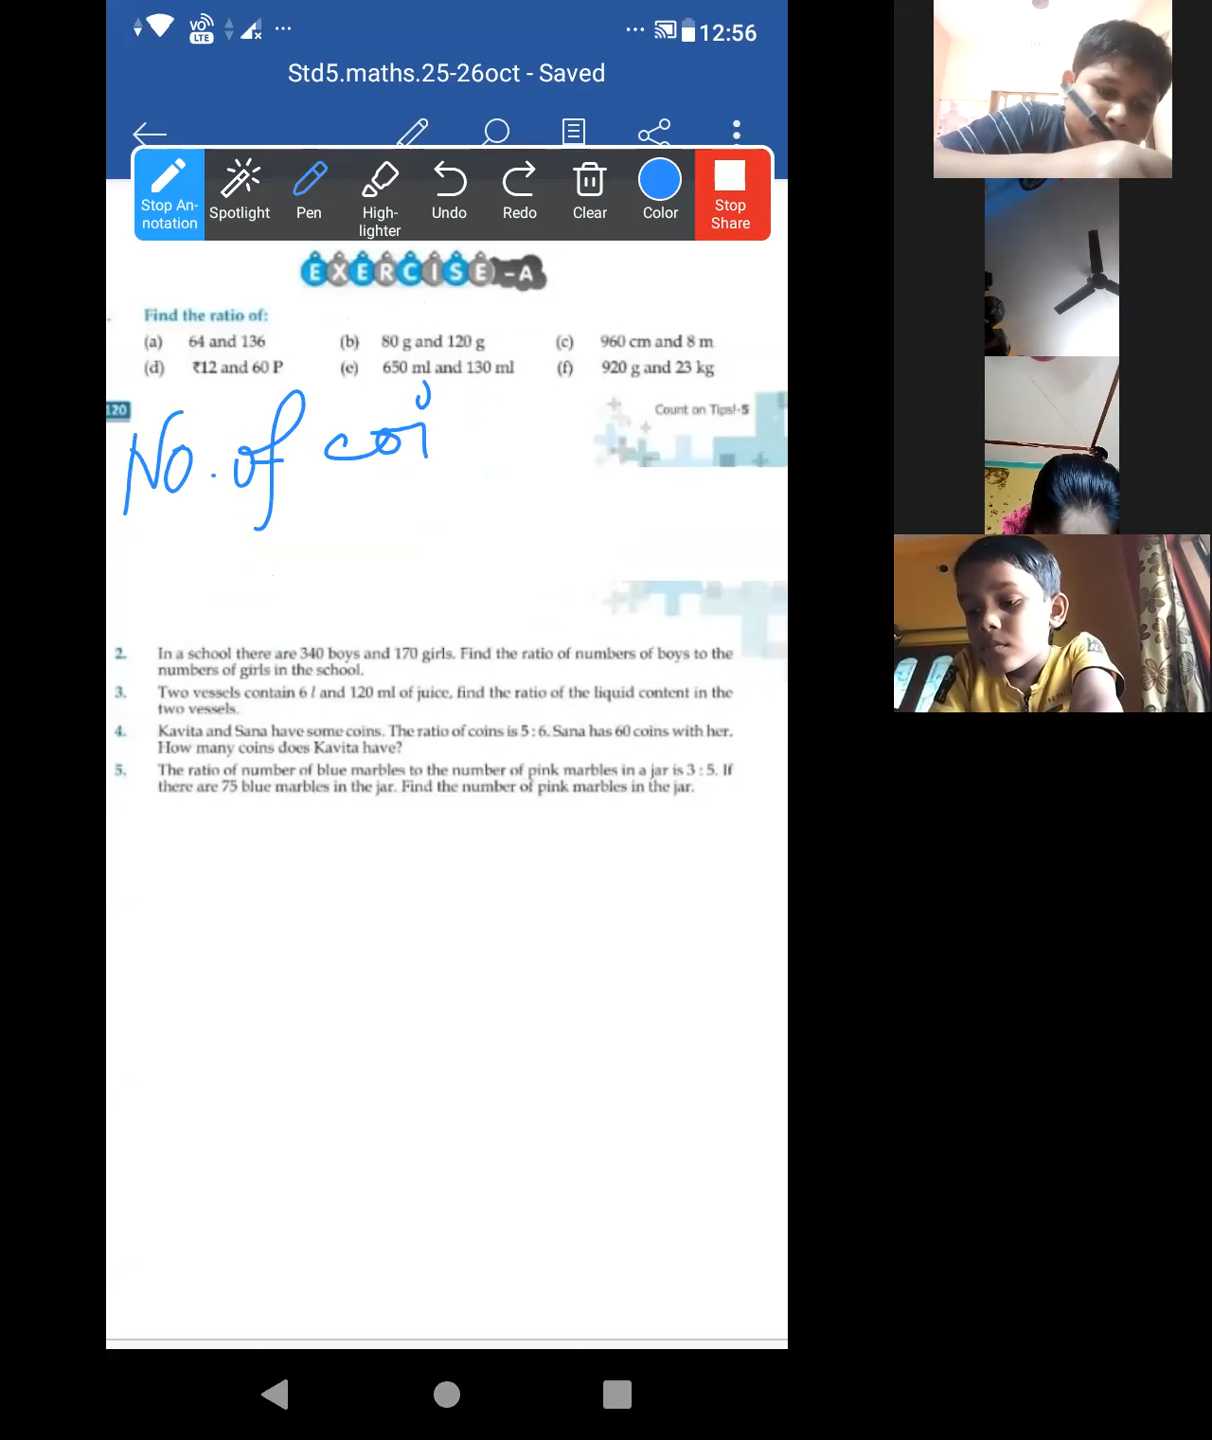 VO LTE ... ... 12:56
Std5.maths.25-26oct - Saved
Stop An-
notation
Spotlight
Pen
High-
lighter
Undo
Redo
Clear
Color
Stop
Share
EXERCISE-A
Find the ratio of:
(a) 64 and 136 (b) 80 g and 120 g (c) 960 cm and 8 m
(d) ₹12 and 60 P (e) 650 ml and 130 ml (f) 920 g and 23 kg
120
Count on Tips!-5
No. of coi
2. In a school there are 340 boys and 170 girls. Find the ratio of numbers of boys to the
numbers of girls in the school.
3. Two vessels contain 6 l and 120 ml of juice, find the ratio of the liquid content in the
two vessels.
4. Kavita and Sana have some coins. The ratio of coins is 5 : 6. Sana has 60 coins with her.
How many coins does Kavita have?
5. The ratio of number of blue marbles to the number of pink marbles in a jar is 3 : 5. If
there are 75 blue marbles in the jar. Find the number of pink marbles in the jar.